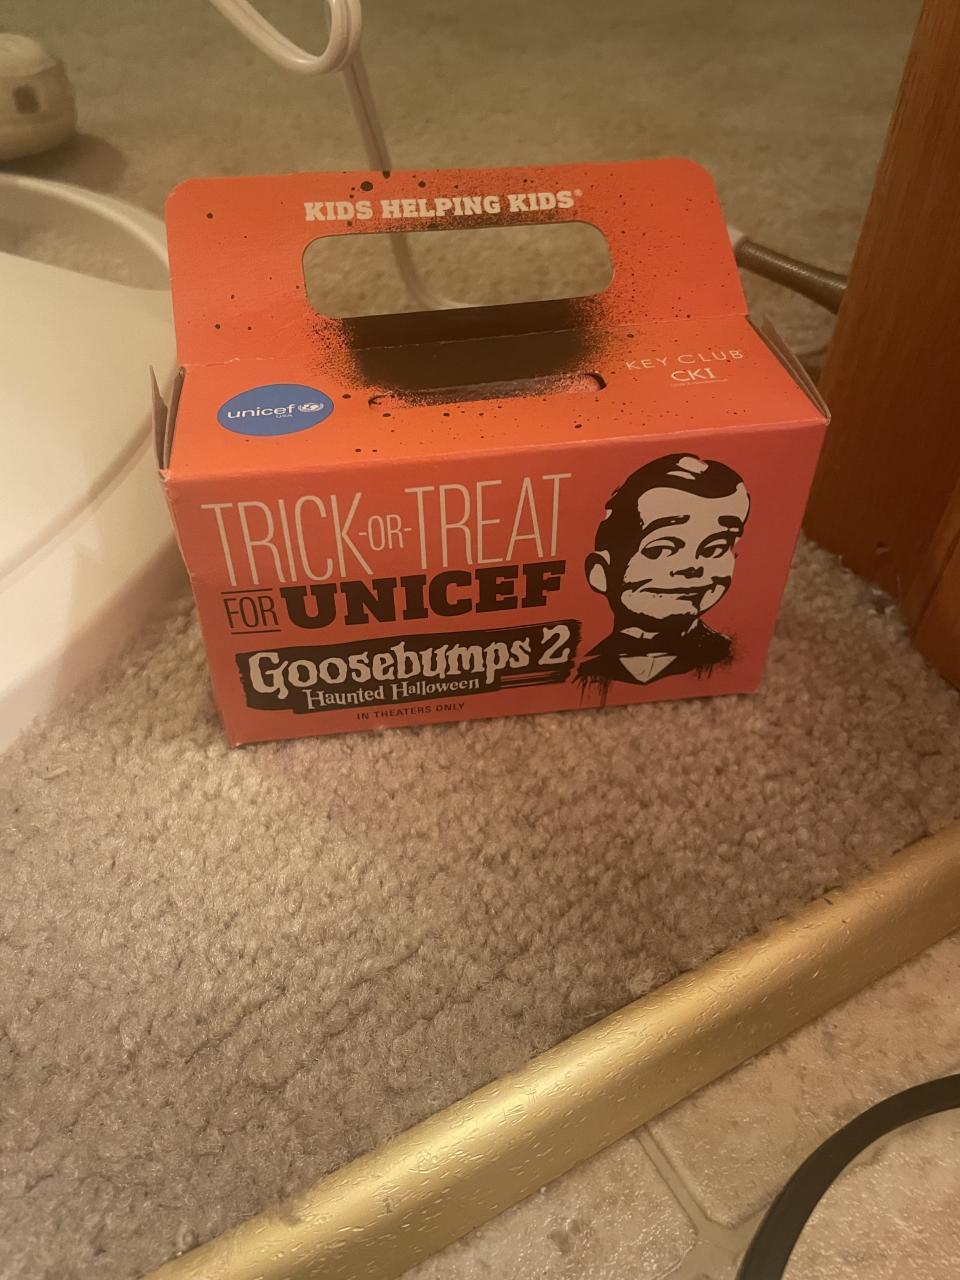 KIDS HELPING KIDS®
KEY CLUB
CKI
unicef
USA
TRICK-OR-TREAT
FOR UNICEF
Goosebumps 2
Haunted Halloween
IN THEATERS ONLY